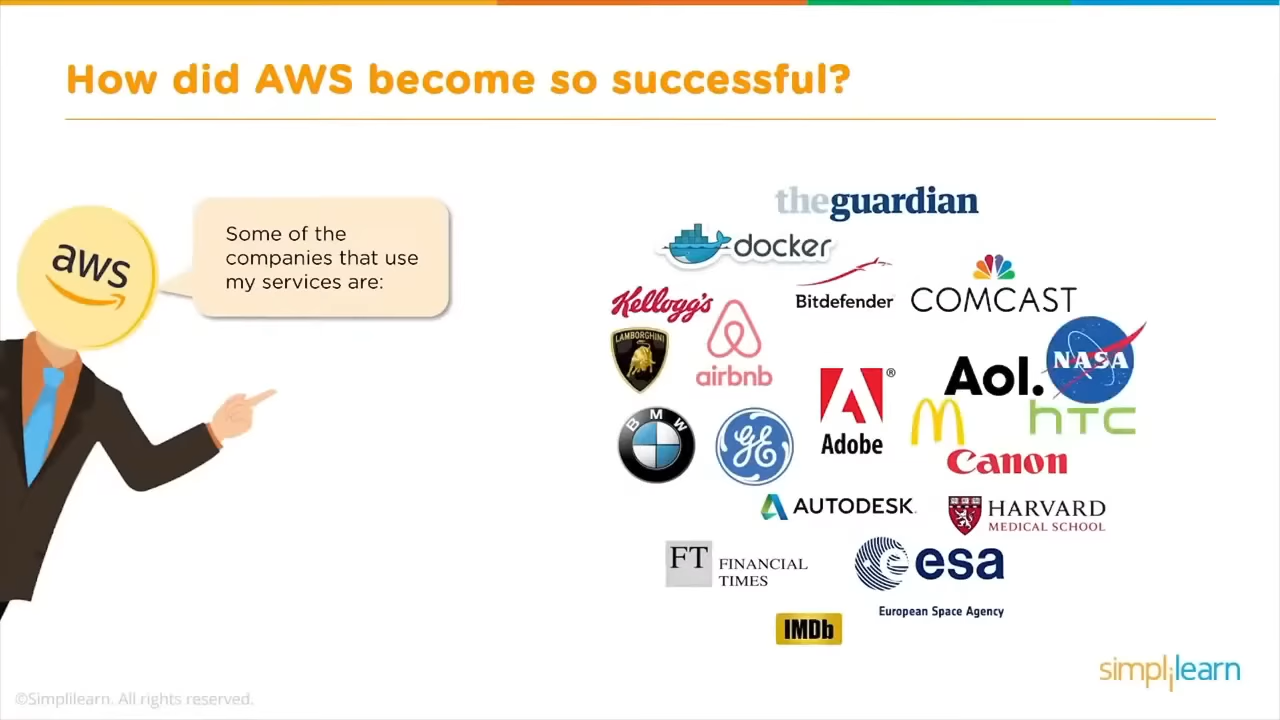 How did AWS become so successful?
aws
Some of the
companies that use
my services are:
theguardian
docker
Bitdefender
COMCAST
Kellogg's
LAMBORGHINI
airbnb
NASA
Aol.
Adobe
®
hTC
BMW
GE
Canon
AUTODESK.
HARVARD
MEDICAL SCHOOL
FT
FINANCIAL
TIMES
esa
European Space Agency
IMDb
simplilearn
©Simplilearn. All rights reserved.